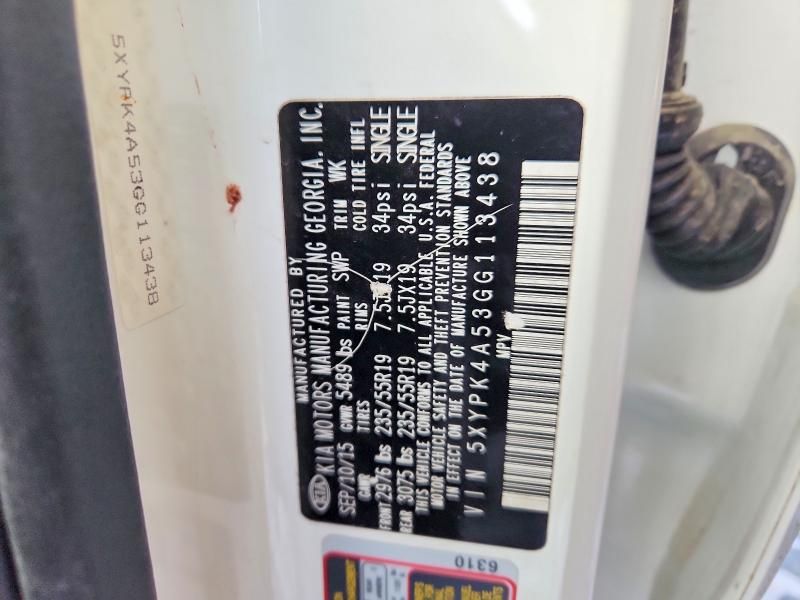 5XYPK4A53GG113438
MANUFACTURED BY
KIA KIA MOTORS MANUFACTURING GEORGIA, INC.
SEP/10/15 GVWR 5489 lbs PAINT SWP TRIM WK
GAWR TIRES RIMS COLD TIRE INFL
FRONT 2976 lbs 235/55R19 7.5JX19 34psi SINGLE
REAR 3075 lbs 235/55R19 7.5JX19 34psi SINGLE
THIS VEHICLE CONFORMS TO ALL APPLICABLE U.S.A. FEDERAL
MOTOR VEHICLE SAFETY AND THEFT PREVENTION STANDARDS
IN EFFECT ON THE DATE OF MANUFACTURE SHOWN ABOVE
VIN 5XYPK4A53GG113438
MPV
6310